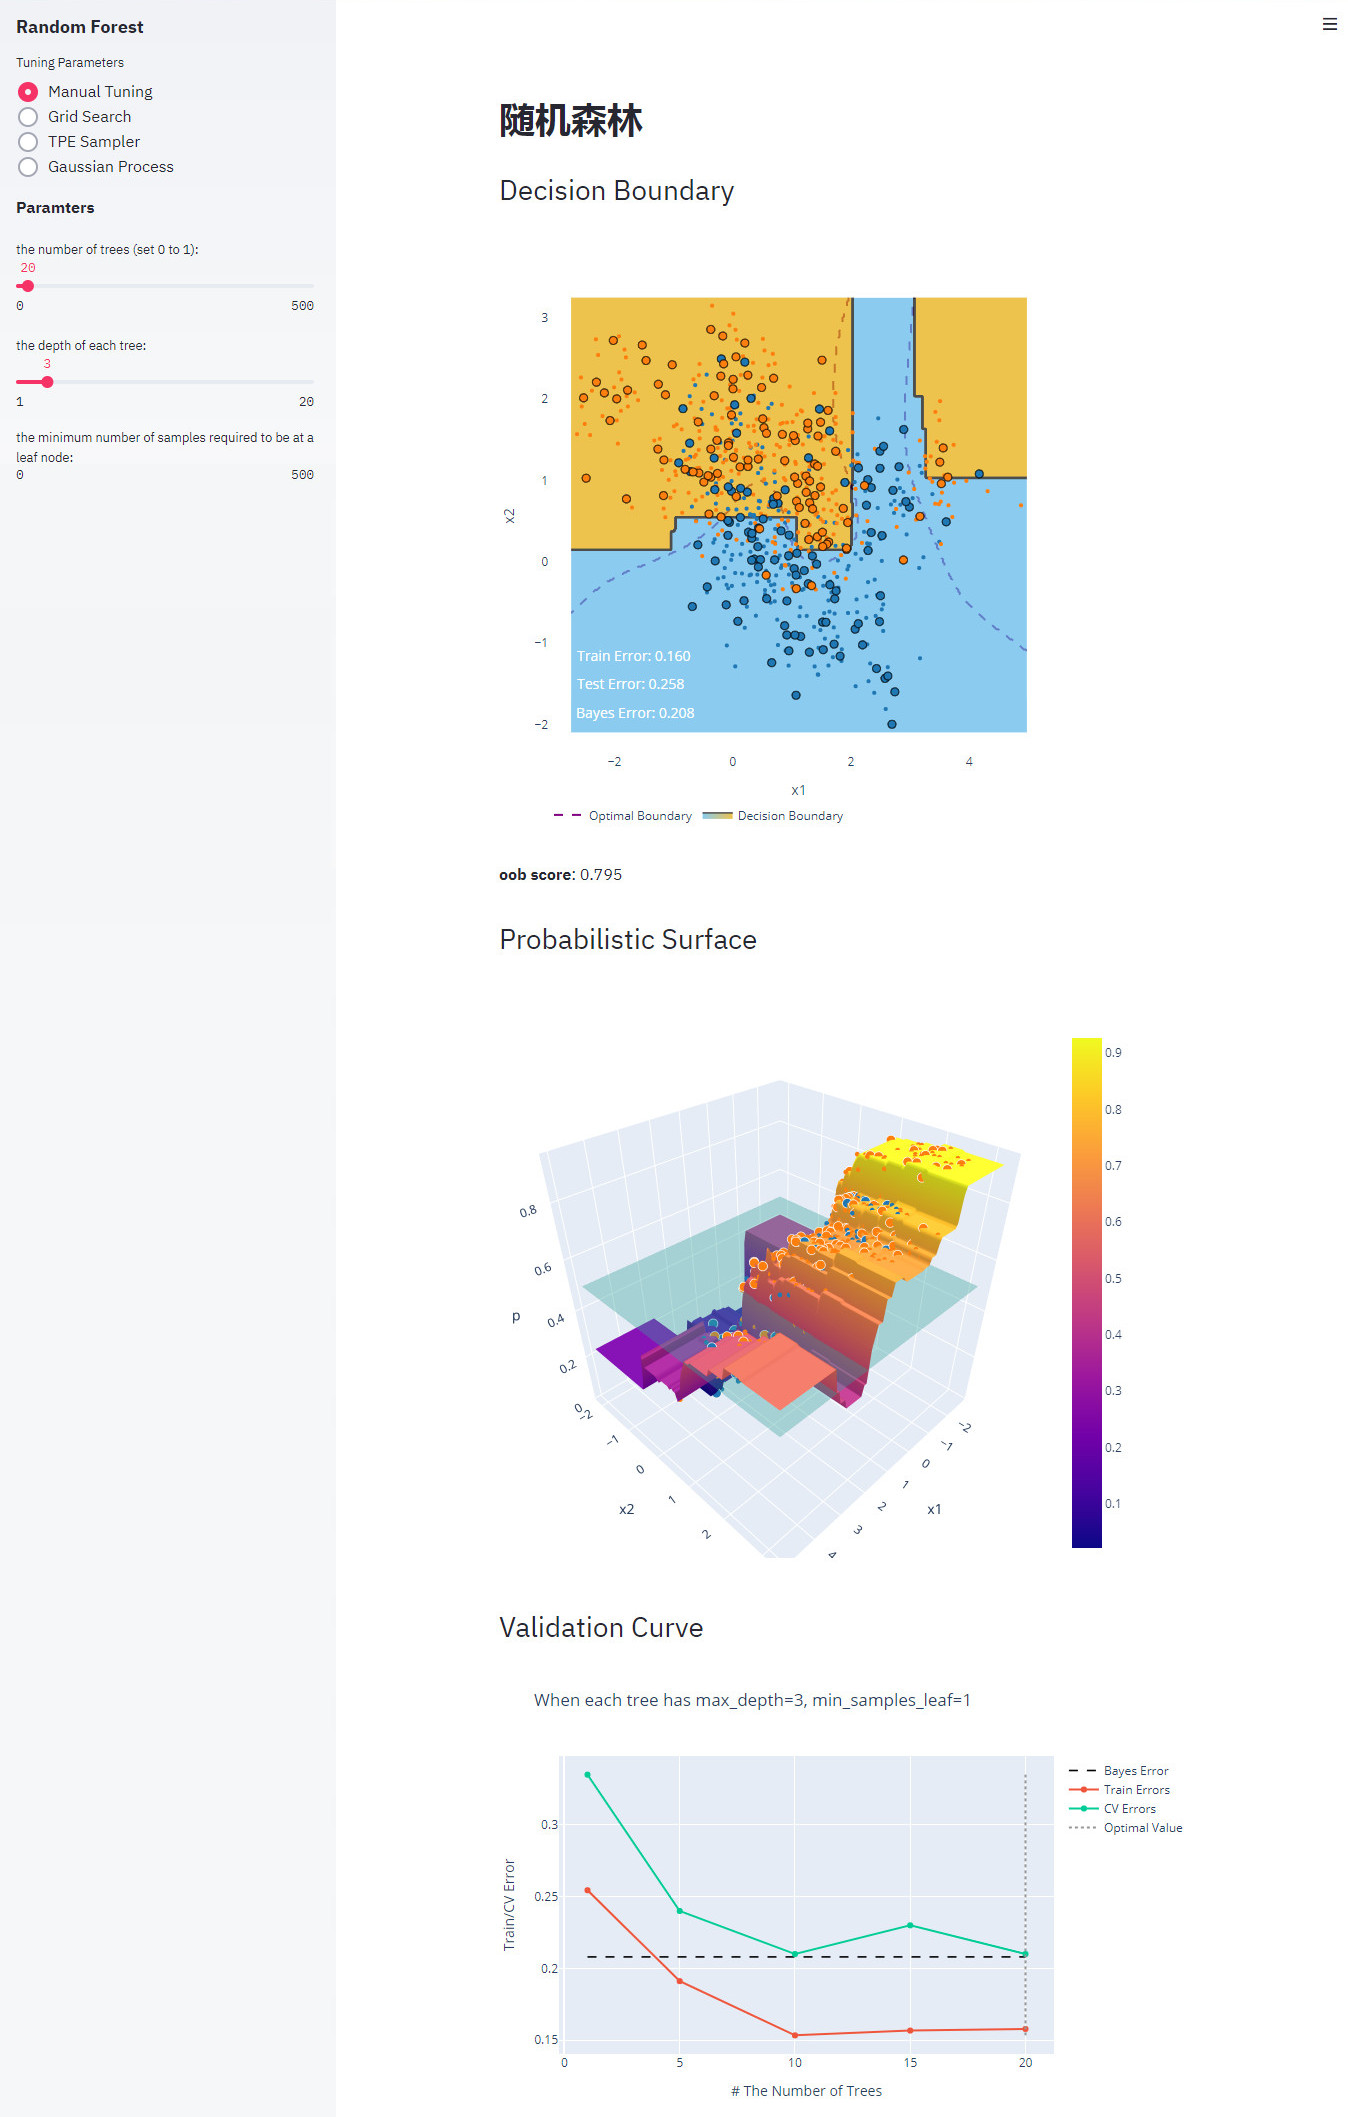 Random Forest
Tuning Parameters
Manual Tuning
Grid Search
TPE Sampler
Gaussian Process
Paramters
the number of trees (set 0 to 1):
20
0 500
the depth of each tree:
3
1 20
the minimum number of samples required to be at a
leaf node:
0 500
随机森林
Decision Boundary
3
2
1
0
−1
−2
x2
Train Error: 0.160
Test Error: 0.258
Bayes Error: 0.208
−2 0 2 4
x1
Optimal Boundary Decision Boundary
oob score: 0.795
Probabilistic Surface
0.9
0.8
0.7
0.6
0.5
0.4
0.3
0.2
0.1
0.8
0.6
0.4
0.2
0
p
−2
−1
0
1
2
x2
−2
−1
0
1
2
3
4
x1
Validation Curve
When each tree has max_depth=3, min_samples_leaf=1
Bayes Error
Train Errors
CV Errors
Optimal Value
0.3
0.25
0.2
0.15
Train/CV Error
0 5 10 15 20
# The Number of Trees